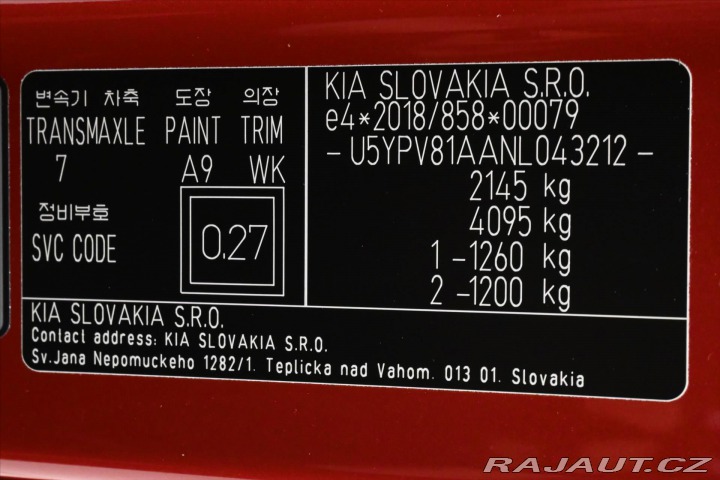 변속기 차축 도장 의장
TRANSMAXLE PAINT TRIM
7 A9 WK
정비부호
SVC CODE 0.27
KIA SLOVAKIA S.R.O.
e4*2018/858*00079
-U5YPV81AANL043212-
2145 kg
4095 kg
1 -1260 kg
2 -1200 kg
KIA SLOVAKIA S.R.O.
Contact address: KIA SLOVAKIA S.R.O.
Sv.Jana Nepomuckeho 1282/1. Teplicka nad Vahom. 013 01. Slovakia
RAJAUT.CZ